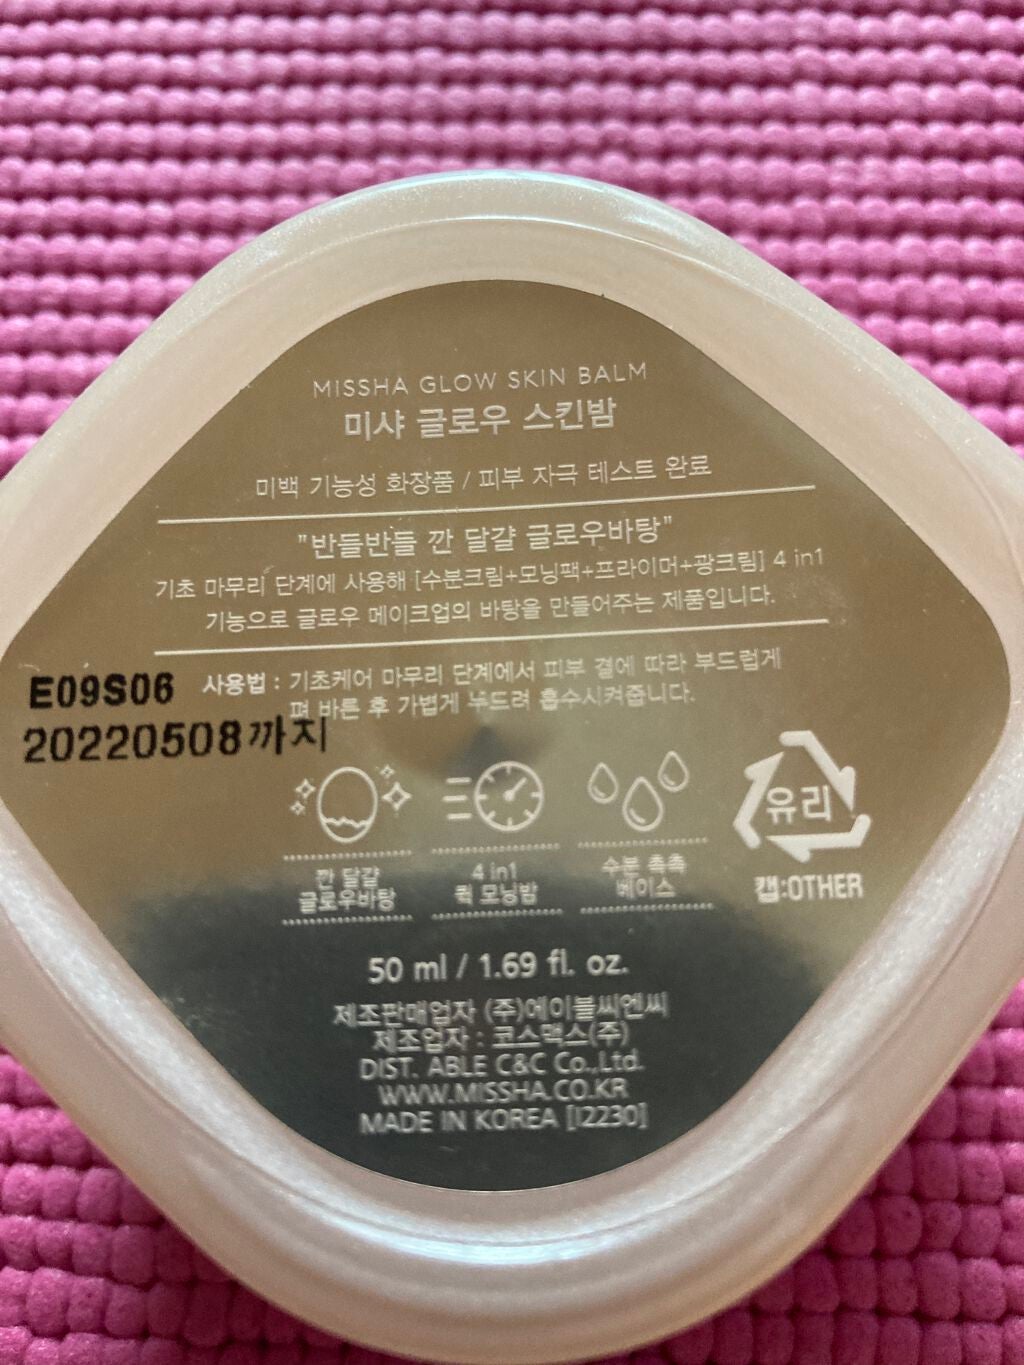 MISSHA GLOW SKIN BALM
미샤 글로우 스킨밤
미백 기능성 화장품 / 피부 자극 테스트 완료
"반들반들 깐 달걀 글로우바탕"
기초 마무리 단계에 사용해 [수분크림+모닝팩+프라이머+광크림] 4 in1
기능으로 글로우 메이크업의 바탕을 만들어주는 제품입니다.
사용법 : 기초케어 마무리 단계에서 피부 결에 따라 부드럽게
펴 바른 후 가볍게 두드려 흡수시켜줍니다.
E09S06
20220508까지
깐 달걀
글로우바탕
4 in1
퀵 모닝밤
수분 촉촉
베이스
유리
캡:OTHER
50 ml / 1.69 fl. oz.
제조판매업자 (주)에이블씨엔씨
제조업자 : 코스맥스(주)
DIST. ABLE C&C Co.,Ltd.
WWW.MISSHA.CO.KR
MADE IN KOREA [I2230]